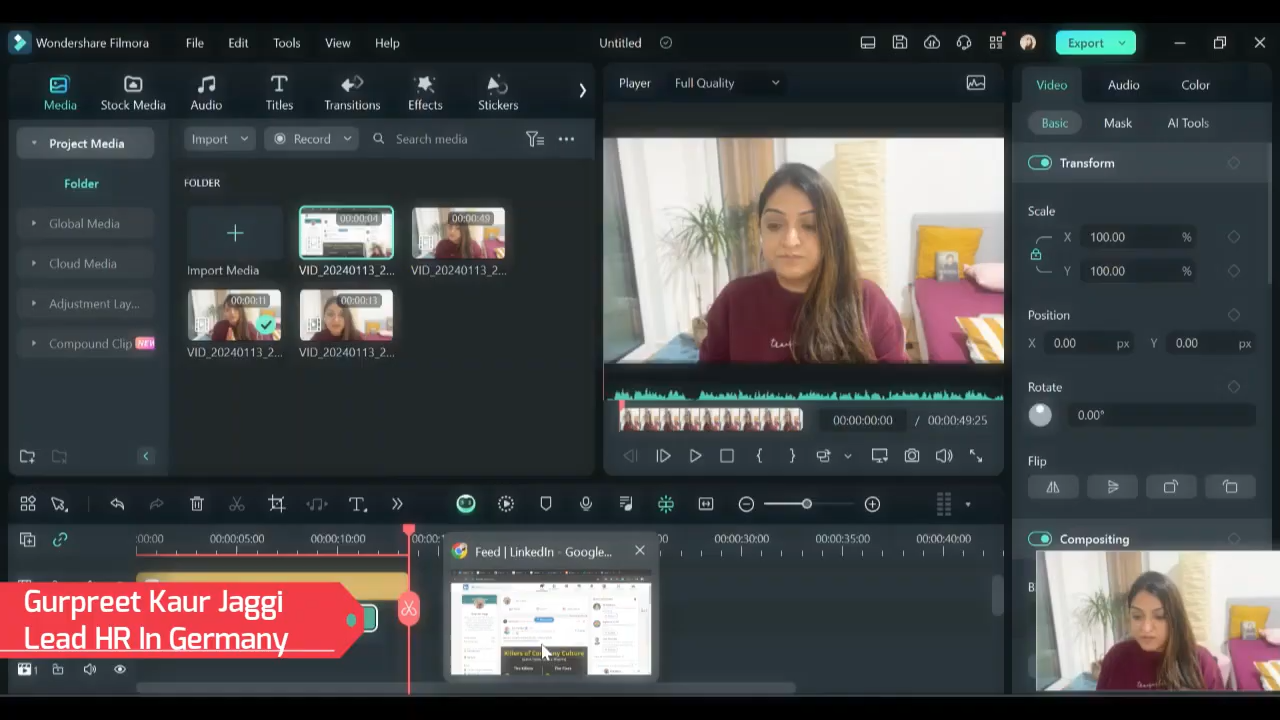 Wondershare Filmora
File
Edit
Tools
View
Help
Untitled
Export
Media
Stock Media
Audio
Titles
Transitions
Effects
Stickers
Player
Full Quality
Video
Audio
Color
Basic
Mask
AI Tools
Project Media
Folder
Global Media
Cloud Media
Adjustment Lay...
Compound Clip NEW
Import
Record
Search media
FOLDER
Import Media
00:00:04
VID_20240113_2...
00:00:49
VID_20240113_2...
00:00:11
VID_20240113_2...
00:00:13
VID_20240113_2...
00:00:00:00 / 00:00:49:25
Transform
Scale
X 100.00 %
Y 100.00 %
Position
X 0.00 px Y 0.00 px
Rotate
0.00°
Flip
Compositing
:00:00
00:00:05:00
00:00:10:00
00:00:30:00
00:00:35:00
00:00:40:00
Feed | LinkedIn - Google...
Killers of Company Culture
Gurpreet Kaur Jaggi
Lead HR In Germany